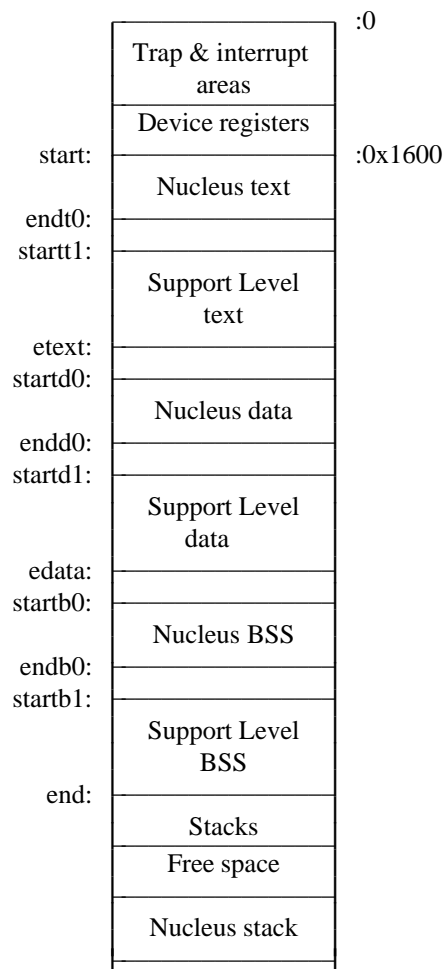 :0
Trap & interrupt
areas
Device registers
start:
:0x1600
Nucleus text
endt0:
startt1:
Support Level
text
etext:
startd0:
Nucleus data
endd0:
startd1:
Support Level
data
edata:
startb0:
Nucleus BSS
endb0:
startb1:
Support Level
BSS
end:
Stacks
Free space
Nucleus stack